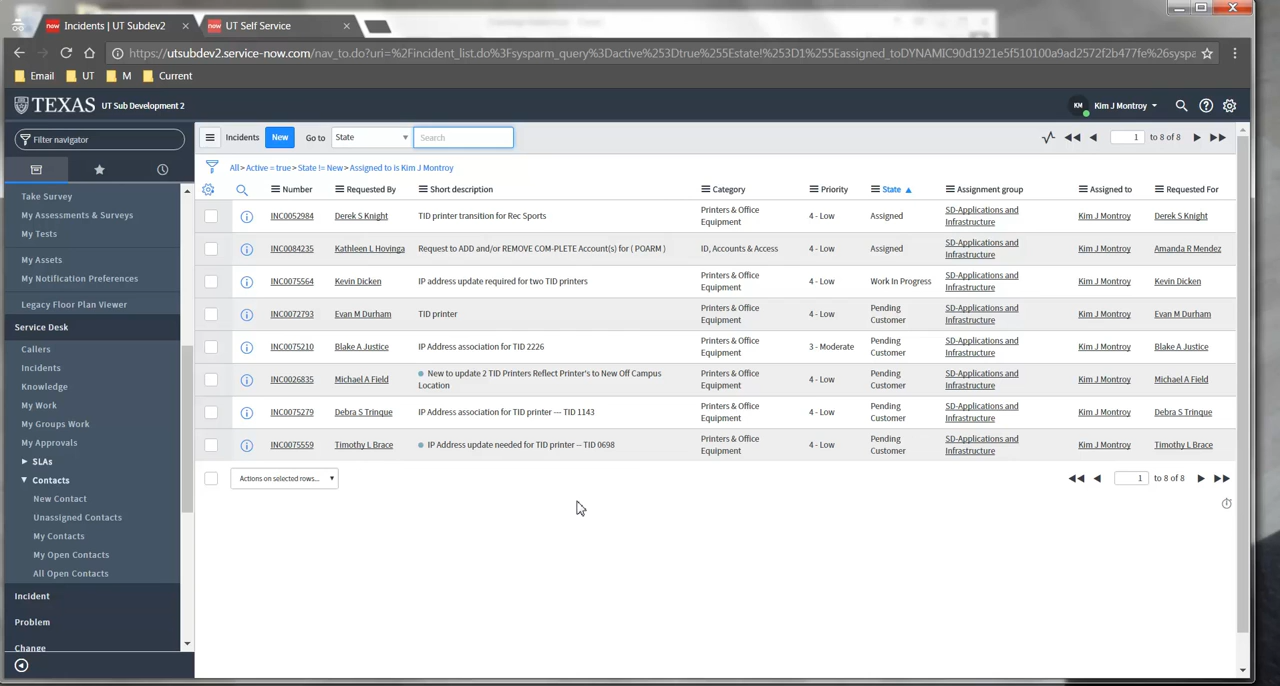 now Incidents | UT Subdev2 ×
now UT Self Service ×
https://utsubdev2.service-now.com/nav_to.do?uri=%2Fincident_list.do%3Fsysparm_query%3Dactive%253Dtrue%255Estate!%253D1%255Eassigned_toDYNAMIC90d1921e5f510100a9ad2572f2b477fe%26sysparm
Email UT M Current
TEXAS UT Sub Development 2
KM Kim J Montroy
Filter navigator
Incidents New Go to State Search 1 to 8 of 8
All > Active = true > State != New > Assigned to is Kim J Montroy
Number Requested By Short description Category Priority State Assignment group Assigned to Requested For
INC0052984 Derek S Knight TID printer transition for Rec Sports Printers & Office Equipment 4 - Low Assigned SD-Applications and Infrastructure Kim J Montroy Derek S Knight
INC0084235 Kathleen L Hovinga Request to ADD and/or REMOVE COM-PLETE Account(s) for ( POARM ) ID, Accounts & Access 4 - Low Assigned SD-Applications and Infrastructure Kim J Montroy Amanda R Mendez
INC0075564 Kevin Dicken IP address update required for two TID printers Printers & Office Equipment 4 - Low Work In Progress SD-Applications and Infrastructure Kim J Montroy Kevin Dicken
INC0072793 Evan M Durham TID printer Printers & Office Equipment 4 - Low Pending Customer SD-Applications and Infrastructure Kim J Montroy Evan M Durham
INC0075210 Blake A Justice IP Address association for TID 2226 Printers & Office Equipment 3 - Moderate Pending Customer SD-Applications and Infrastructure Kim J Montroy Blake A Justice
INC0026835 Michael A Field New to update 2 TID Printers Reflect Printer's to New Off Campus Location Printers & Office Equipment 4 - Low Pending Customer SD-Applications and Infrastructure Kim J Montroy Michael A Field
INC0075279 Debra S Trinque IP Address association for TID printer --- TID 1143 Printers & Office Equipment 4 - Low Pending Customer SD-Applications and Infrastructure Kim J Montroy Debra S Trinque
INC0075559 Timothy L Brace IP Address update needed for TID printer -- TID 0698 Printers & Office Equipment 4 - Low Pending Customer SD-Applications and Infrastructure Kim J Montroy Timothy L Brace
Actions on selected rows... 1 to 8 of 8
Take Survey
My Assessments & Surveys
My Tests
My Assets
My Notification Preferences
Legacy Floor Plan Viewer
Service Desk
Callers
Incidents
Knowledge
My Work
My Groups Work
My Approvals
SLAs
Contacts
New Contact
Unassigned Contacts
My Contacts
My Open Contacts
All Open Contacts
Incident
Problem
Change